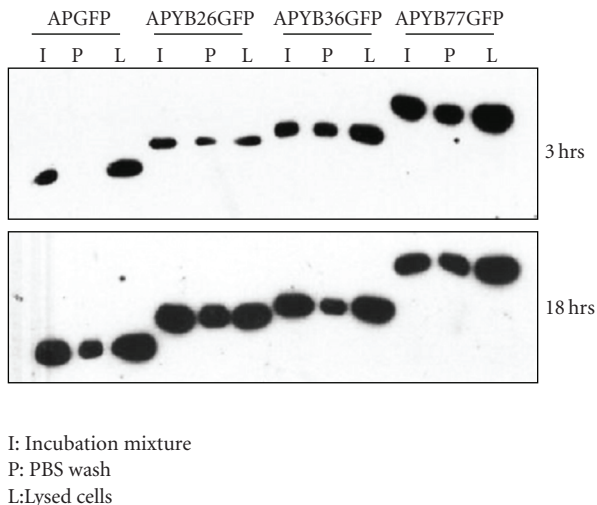 APGFP APYB26GFP APYB36GFP APYB77GFP
I P L I P L I P L I P L
3 hrs
18 hrs
I: Incubation mixture
P: PBS wash
L:Lysed cells